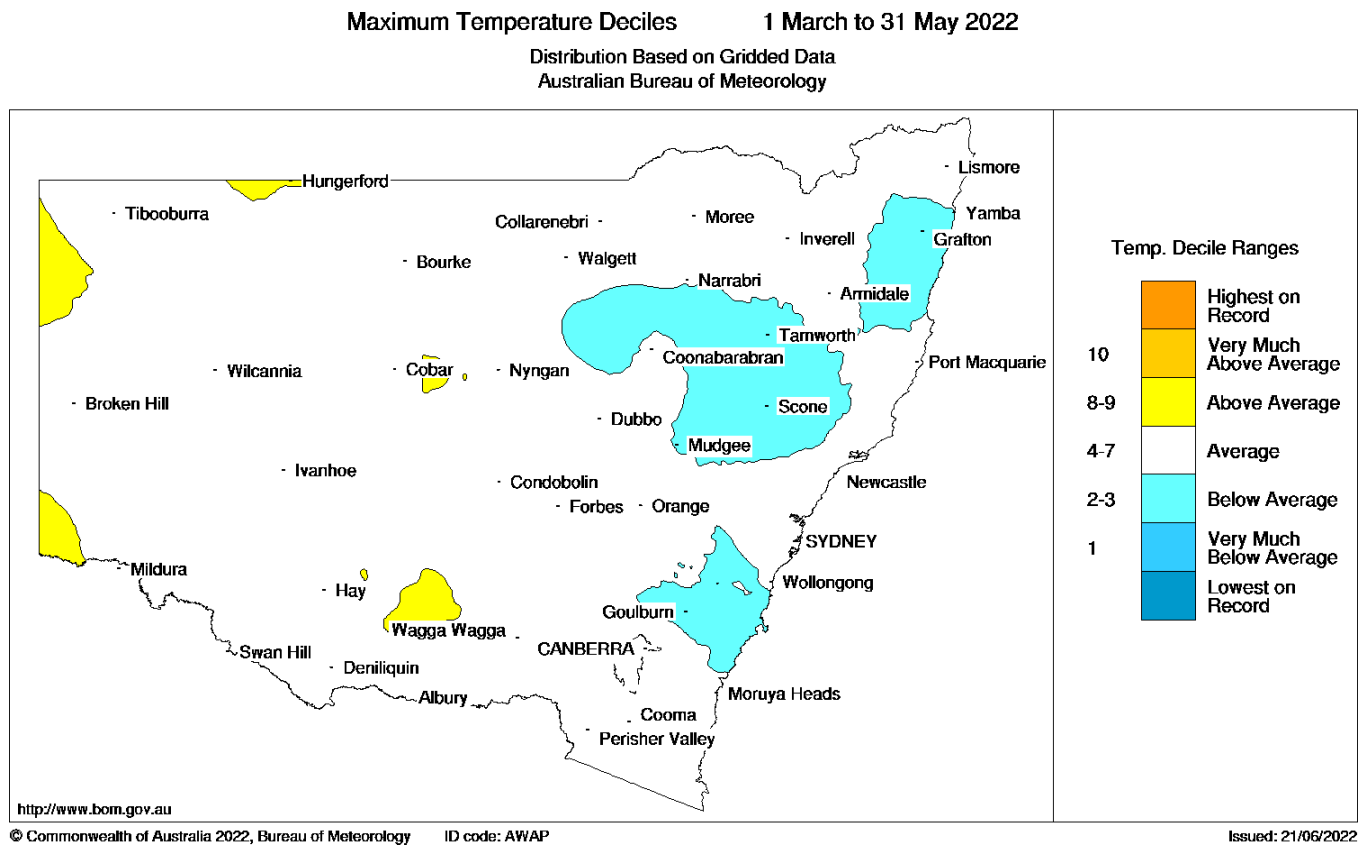 Maximum Temperature Deciles 1 March to 31 May 2022
Distribution Based on Gridded Data
Australian Bureau of Meteorology
Lismore
Hungerford
Tibooburra
Yamba
Collarenebri
Moree
Inverell
Grafton
Bourke
Walgett
Narrabri
Armidale
Tamworth
Coonabarabran
Port Macquarie
Wilcannia
Cobar
Nyngan
Broken Hill
Scone
Dubbo
Mudgee
Ivanhoe
Condobolin
Newcastle
Forbes
Orange
SYDNEY
Mildura
Hay
Wollongong
Goulburn
Wagga Wagga
CANBERRA
Swan Hill
Deniliquin
Albury
Moruya Heads
Cooma
Perisher Valley
http://www.bom.gov.au
Temp. Decile Ranges
Highest on
Record
10 Very Much
Above Average
8-9 Above Average
4-7 Average
2-3 Below Average
1 Very Much
Below Average
Lowest on
Record
© Commonwealth of Australia 2022, Bureau of Meteorology ID code: AWAP Issued: 21/06/2022